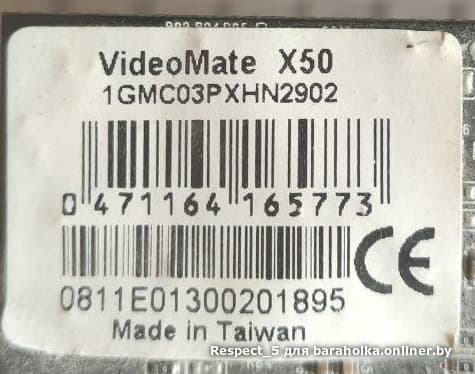 VideoMate X50
1GMC03PXHN2902
0 471164 165773
0811E01300201895
CE
Made in Taiwan
Respect_5 для baraholka.onliner.by